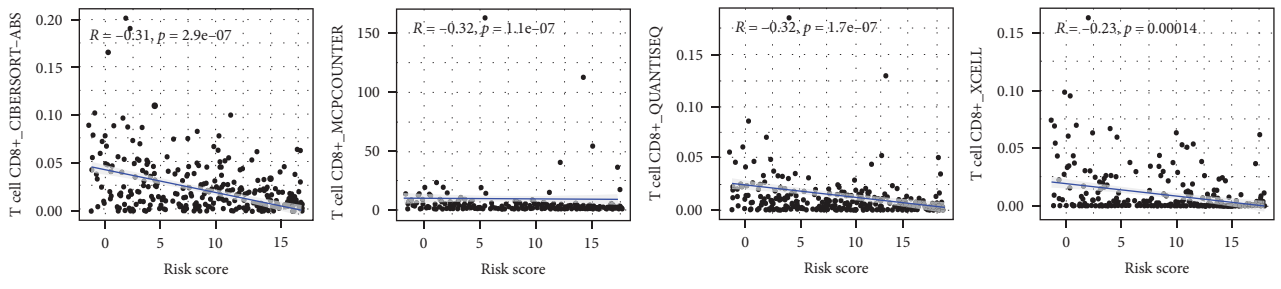 T cell CD8+_CIBERSORT−ABS
0.20
0.15
0.10
0.05
0.00
R = −0.31, p = 2.9e−07
0
5
10
15
Risk score
T cell CD8+_MCPCOUNTER
150
100
50
0
R = −0.32, p = 1.1e−07
0
5
10
15
Risk score
T cell CD8+_QUANTISEQ
0.15
0.10
0.05
0.00
R = −0.32, p = 1.7e−07
0
5
10
15
Risk score
T cell CD8+_XCELL
0.15
0.10
0.05
0.00
R = −0.23, p = 0.00014
0
5
10
15
Risk score